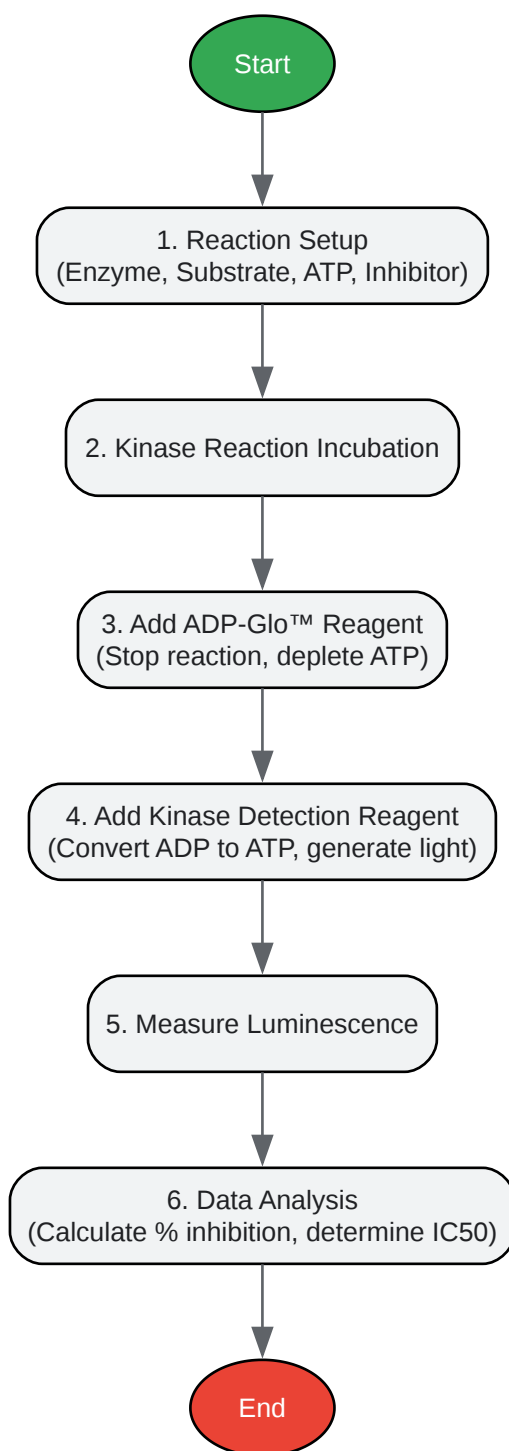 Start
1. Reaction Setup
(Enzyme, Substrate, ATP, Inhibitor)
2. Kinase Reaction Incubation
3. Add ADP-Glo™ Reagent
(Stop reaction, deplete ATP)
4. Add Kinase Detection Reagent
(Convert ADP to ATP, generate light)
5. Measure Luminescence
6. Data Analysis
(Calculate % inhibition, determine IC50)
End